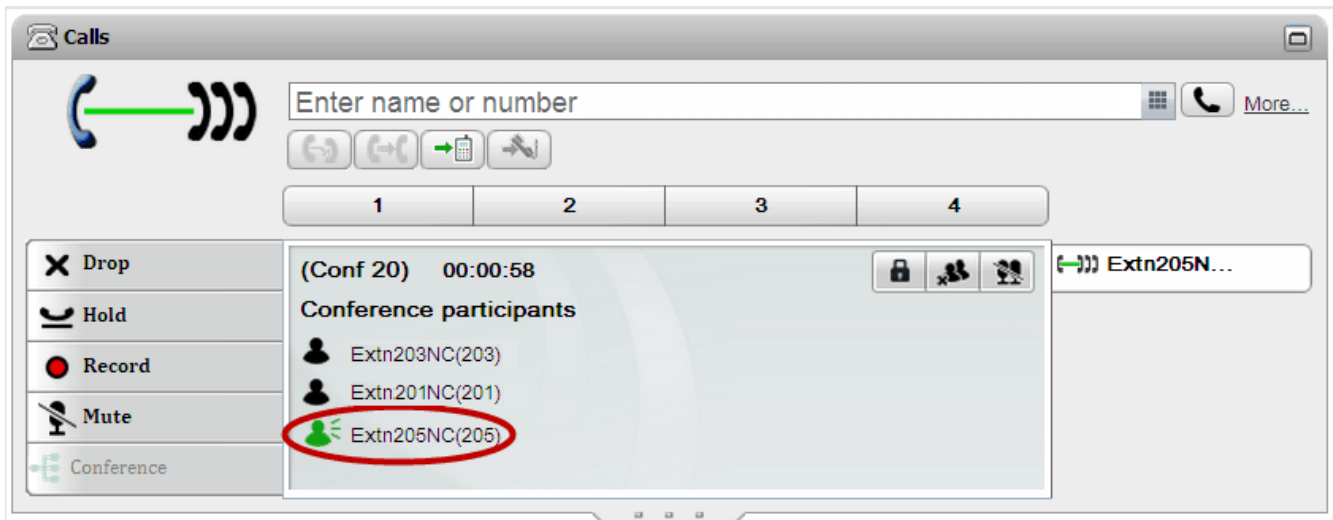 Calls
Enter name or number
More...
1 2 3 4
Drop
Hold
Record
Mute
Conference
(Conf 20) 00:00:58
Conference participants
Extn203NC(203)
Extn201NC(201)
Extn205NC(205)
Extn205N...